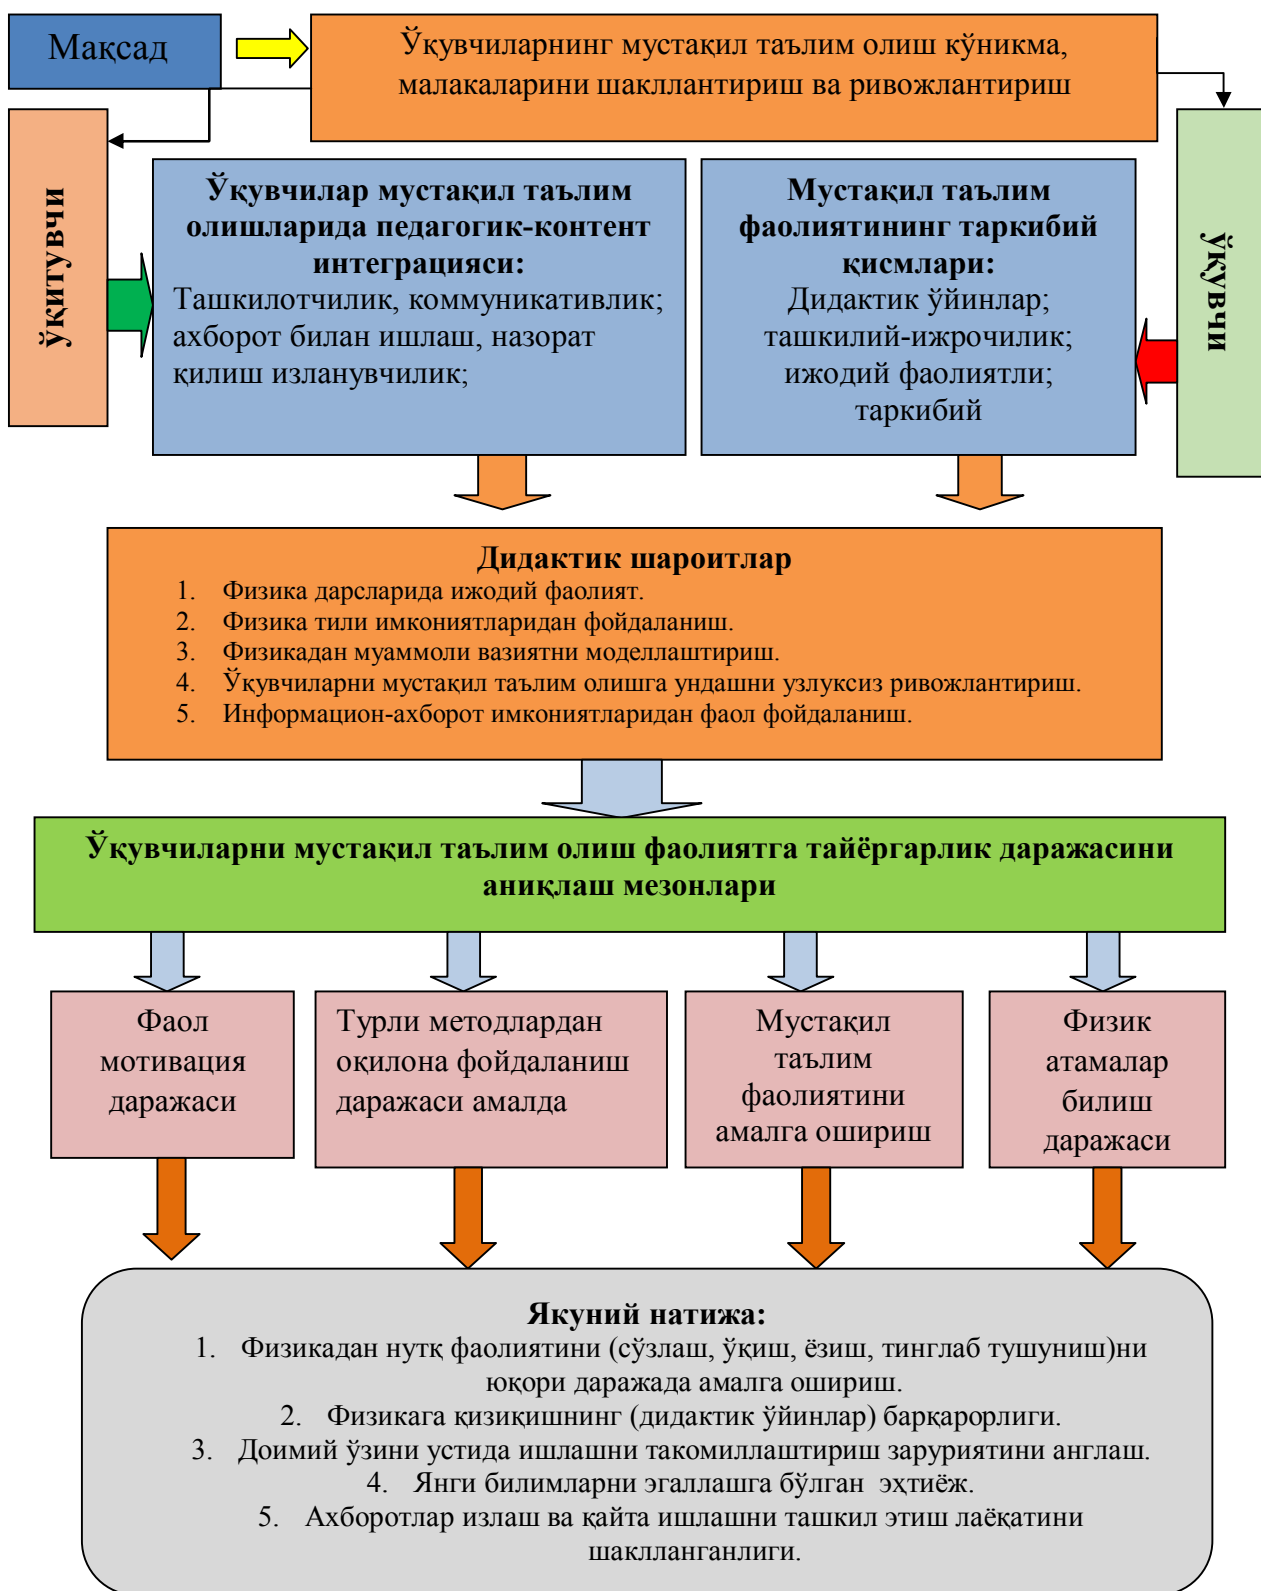 Мақсад
Ўқувчиларнинг мустақил таълим олиш кўникма,
малакаларини шакллантириш ва ривожлантириш
ўқитувчи
Ўқувчилар мустақил таълим
олишларида педагогик-контент
интеграцияси:
Ташкилотчилик, коммуникативлик;
ахборот билан ишлаш, назорат
қилиш изланувчилик;
Мустақил таълим
фаолиятининг таркибий
қисмлари:
Дидактик ўйинлар;
ташкилий-ижрочилик;
ижодий фаолиятли;
таркибий
ўқувчи
Дидактик шароитлар
1. Физика дарсларида ижодий фаолият.
2. Физика тили имкониятларидан фойдаланиш.
3. Физикадан муаммоли вазиятни моделлаштириш.
4. Ўқувчиларни мустақил таълим олишга ундашни узлуксиз ривожлантириш.
5. Информацион-ахборот имкониятларидан фаол фойдаланиш.
Ўқувчиларни мустақил таълим олиш фаолиятга тайёргарлик даражасини
аниқлаш мезонлари
Фаол
мотивация
даражаси
Турли методлардан
оқилона фойдаланиш
даражаси амалда
Мустақил
таълим
фаолиятини
амалга ошириш
Физик
атамалар
билиш
даражаси
Якуний натижа:
1. Физикадан нутқ фаолиятини (сўзлаш, ўқиш, ёзиш, тинглаб тушуниш)ни
юқори даражада амалга ошириш.
2. Физикага қизиқишнинг (дидактик ўйинлар) барқарорлиги.
3. Доимий ўзини устида ишлашни такомиллаштириш заруриятини англаш.
4. Янги билимларни эгаллашга бўлган эҳтиёж.
5. Ахборотлар излаш ва қайта ишлашни ташкил этиш лаёқатини
шаклланганлиги.